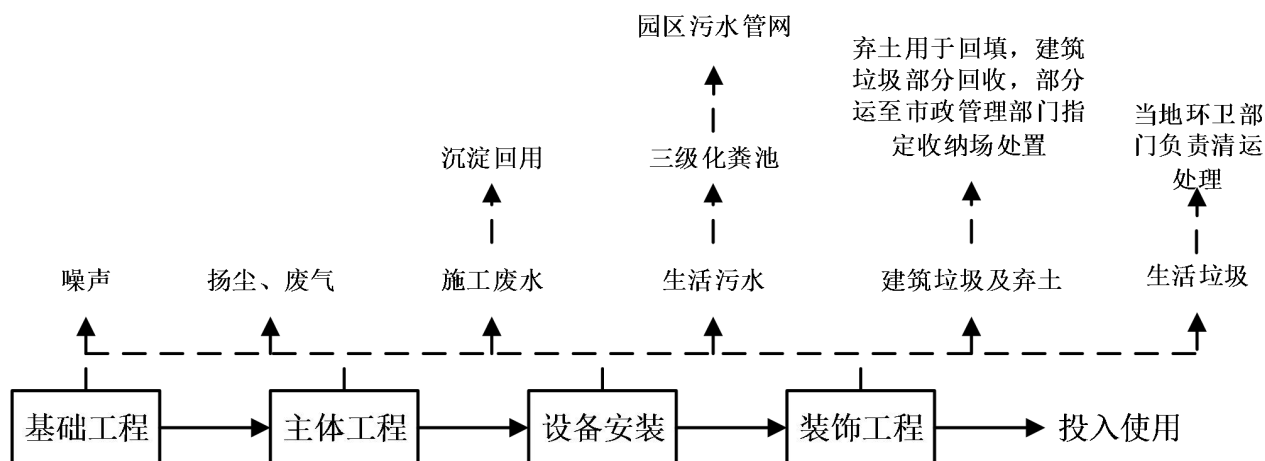 园区污水管网
弃土用于回填，建筑
垃圾部分回收，部分
运至市政管理部门指
定收纳场处置
当地环卫部
门负责清运
处理
沉淀回用
三级化粪池
噪声
扬尘、废气
施工废水
生活污水
建筑垃圾及弃土
生活垃圾
基础工程
主体工程
设备安装
装饰工程
投入使用